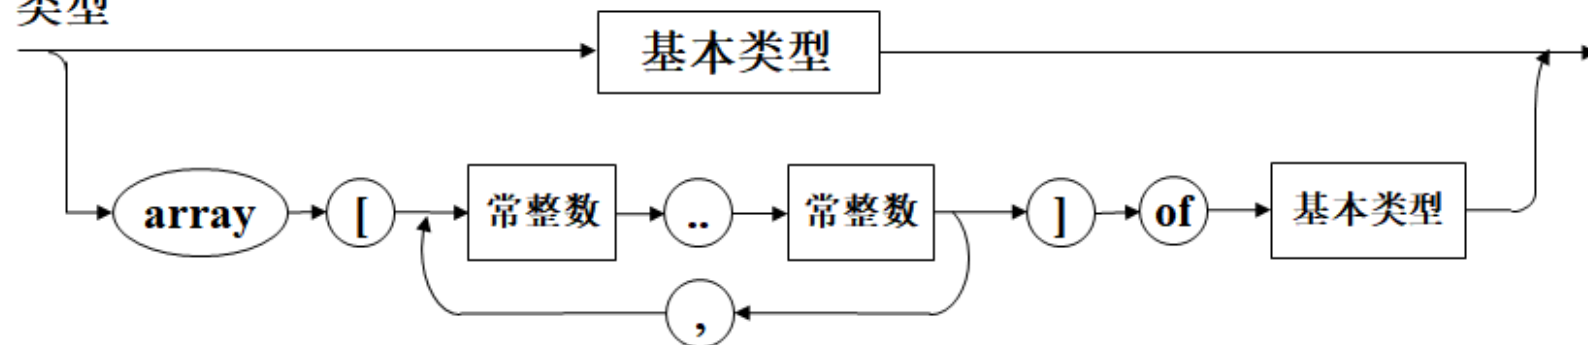 类型
基本类型
array [ 常整数 .. 常整数 ] of 基本类型
,